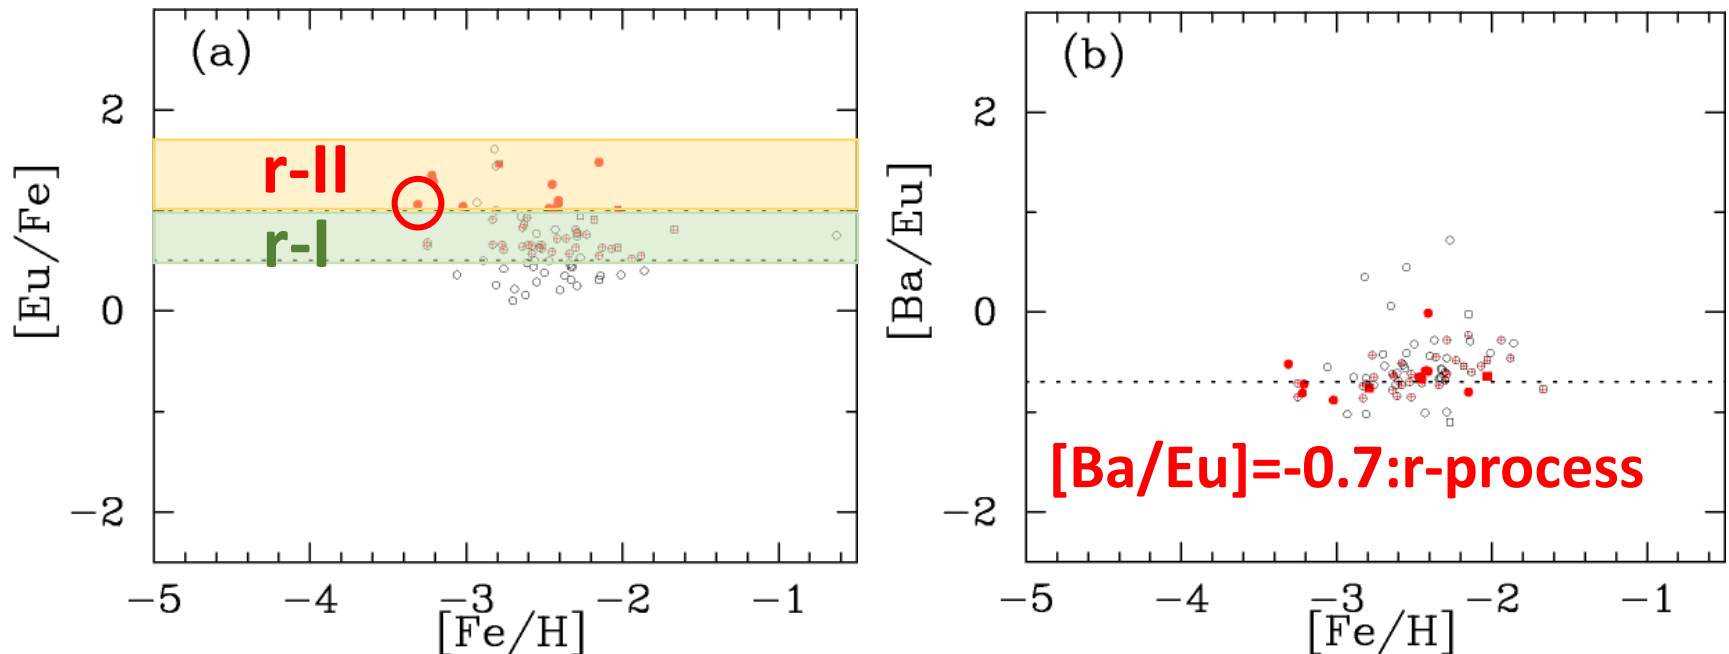 (a)
2
0
−2
[Eu/Fe]
r-II
r-I
−5 −4 −3 −2 −1
[Fe/H]
(b)
2
0
−2
[Ba/Eu]
[Ba/Eu]=-0.7:r-process
−5 −4 −3 −2 −1
[Fe/H]